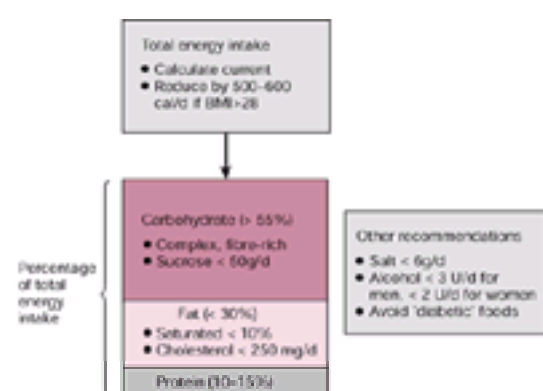 Total energy intake
• Calculate current
• Reduce by 500–600
cal/d if BMI>28
Carbohydrate (> 55%)
• Complex, fibre-rich
• Sucrose < 50g/d
Percentage
of total
energy
intake
Fat (< 30%)
• Saturated < 10%
• Cholesterol < 250 mg/d
Protein (10–15%)
Other recommendations
• Salt < 6g/d
• Alcohol < 3 U/d for
men, < 2 U/d for women
• Avoid 'diabetic' foods